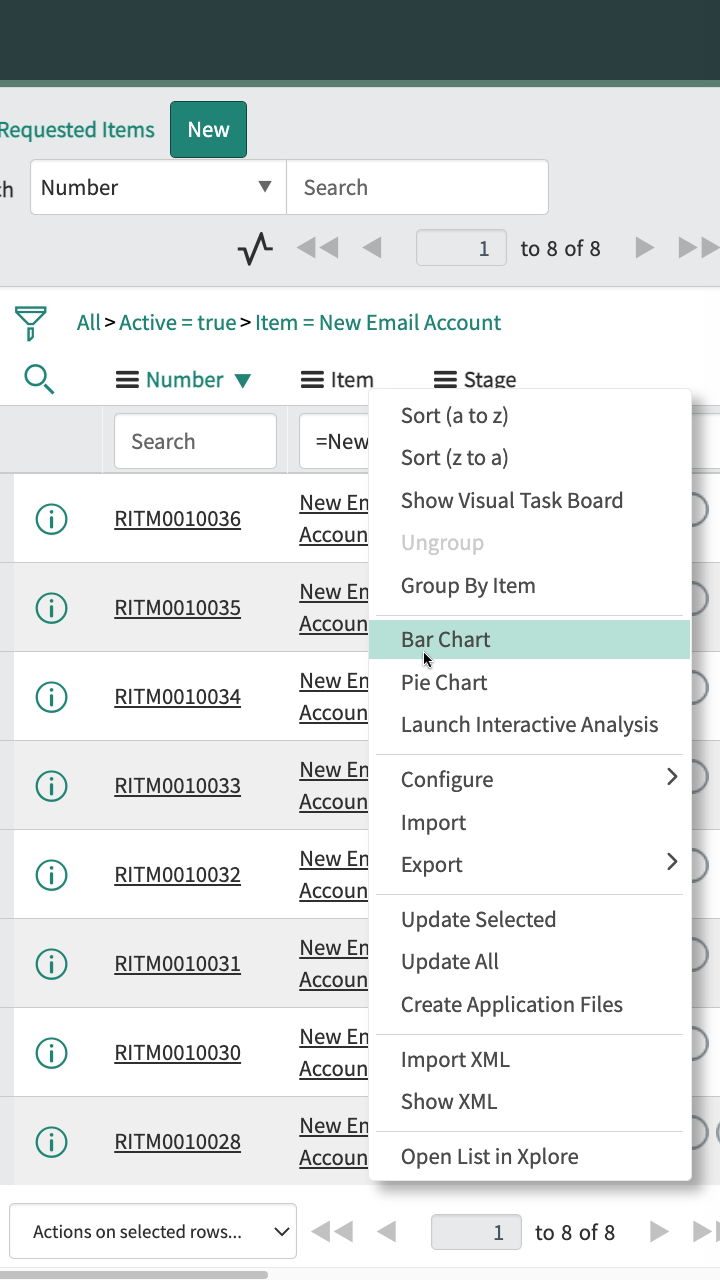 Requested Items New
ch Number Search
1 to 8 of 8
All > Active = true > Item = New Email Account
Number Item Stage
Search =New
RITM0010036 New Em
Accoun
RITM0010035 New Em
Accoun
RITM0010034 New Em
Accoun
RITM0010033 New Em
Accoun
RITM0010032 New Em
Accoun
RITM0010031 New Em
Accoun
RITM0010030 New Em
Accoun
RITM0010028 New Em
Accoun
Sort (a to z)
Sort (z to a)
Show Visual Task Board
Ungroup
Group By Item
Bar Chart
Pie Chart
Launch Interactive Analysis
Configure
Import
Export
Update Selected
Update All
Create Application Files
Import XML
Show XML
Open List in Xplore
Actions on selected rows... 1 to 8 of 8